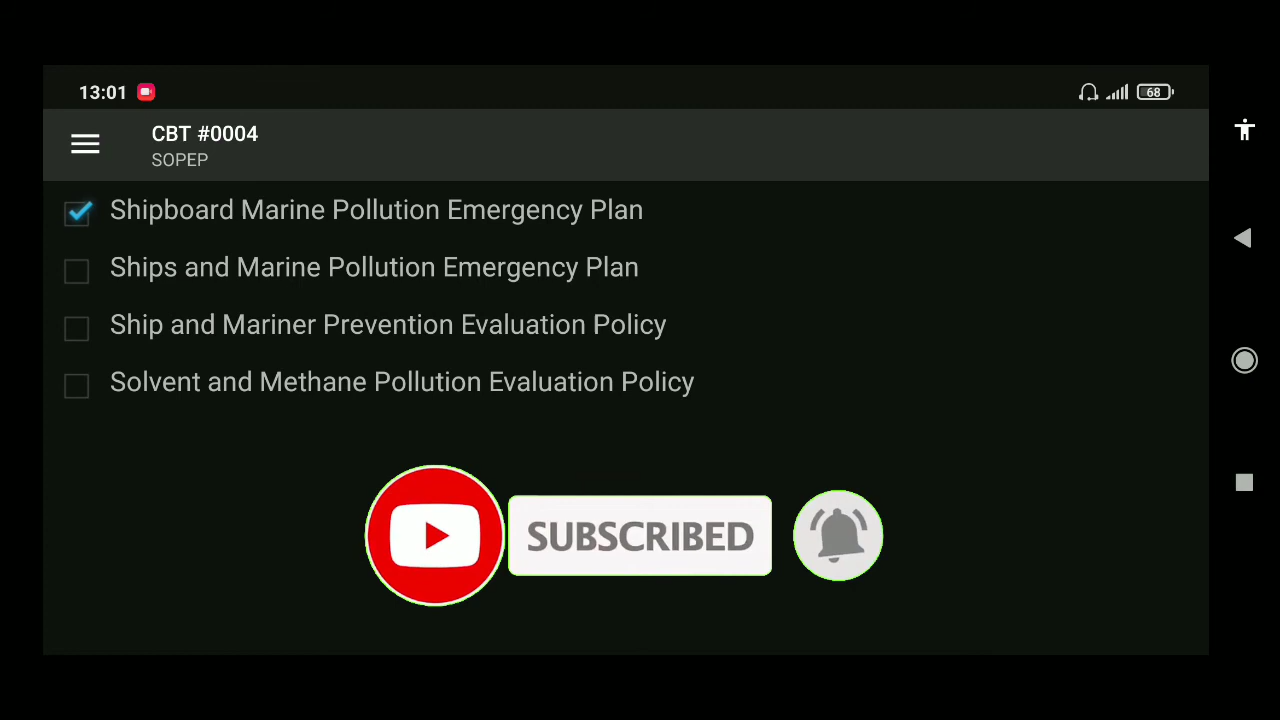 13:01
68
CBT #0004
SOPEP
Shipboard Marine Pollution Emergency Plan
Ships and Marine Pollution Emergency Plan
Ship and Mariner Prevention Evaluation Policy
Solvent and Methane Pollution Evaluation Policy
SUBSCRIBED